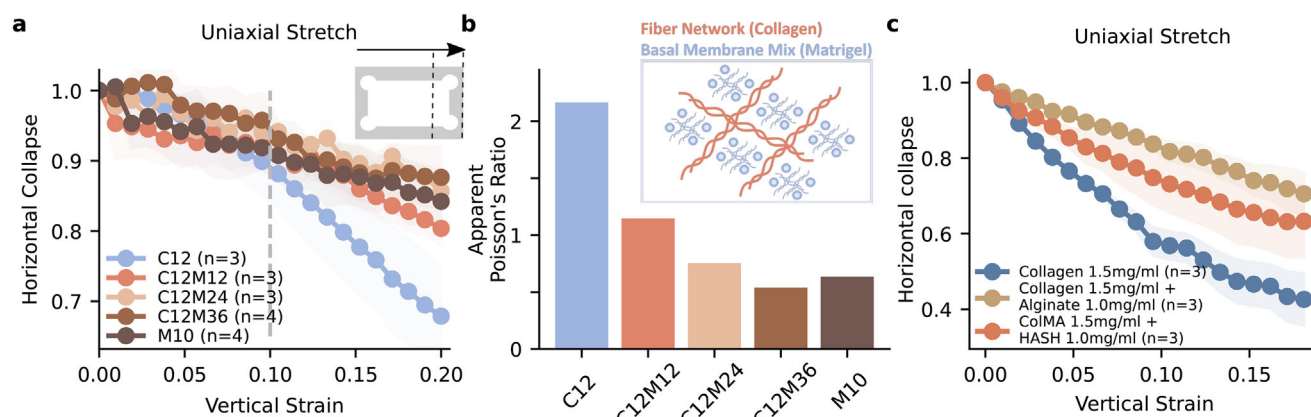 a
Uniaxial Stretch
Horizontal Collapse
1.0
0.9
0.8
0.7
C12 (n=3)
C12M12 (n=3)
C12M24 (n=3)
C12M36 (n=4)
M10 (n=4)
0.00
0.05
0.10
0.15
0.20
Vertical Strain
b
Fiber Network (Collagen)
Basal Membrane Mix (Matrigel)
Apparent
Poisson's Ratio
2
1
0
C12
C12M12
C12M24
C12M36
M10
c
Uniaxial Stretch
Horizontal collapse
1.0
0.8
0.6
0.4
Collagen 1.5mg/ml (n=3)
Collagen 1.5mg/ml +
Alginate 1.0mg/ml (n=3)
ColMA 1.5mg/ml +
HASH 1.0mg/ml (n=3)
0.00
0.05
0.10
0.15
Vertical Strain